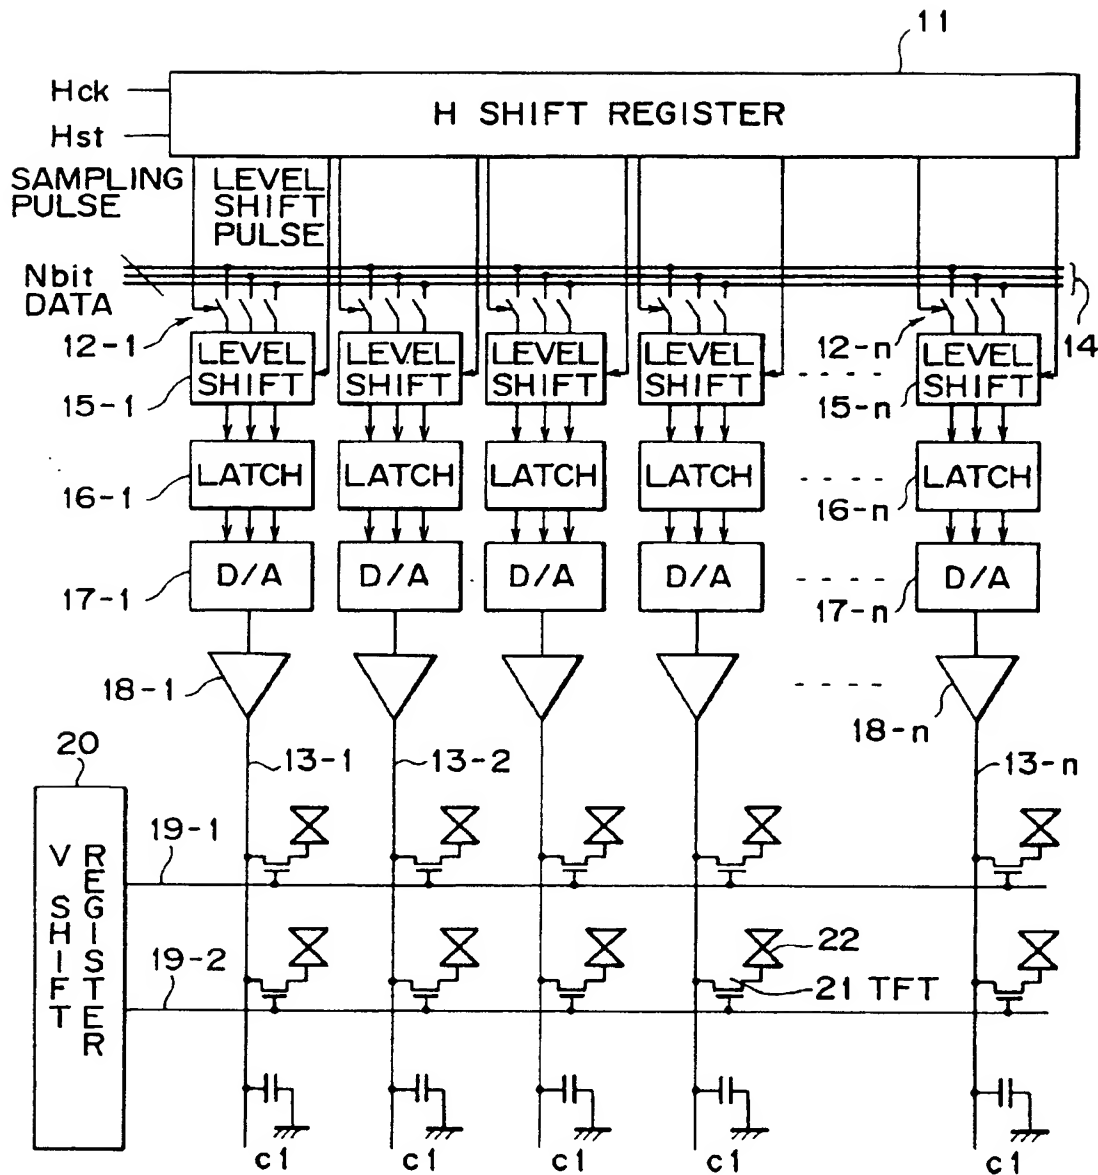 11
Hck
H SHIFT REGISTER
Hst
SAMPLING PULSE
LEVEL SHIFT PULSE
Nbit DATA
14
12-1
12-n
LEVEL SHIFT
LEVEL SHIFT
LEVEL SHIFT
LEVEL SHIFT
LEVEL SHIFT
15-1
15-n
LATCH
LATCH
LATCH
LATCH
LATCH
16-1
16-n
D/A
D/A
D/A
D/A
D/A
17-1
17-n
18-1
18-n
20
13-1
13-2
13-n
V SHIFT REGISTER
19-1
19-2
22
21 TFT
c1
c1
c1
c1
c1